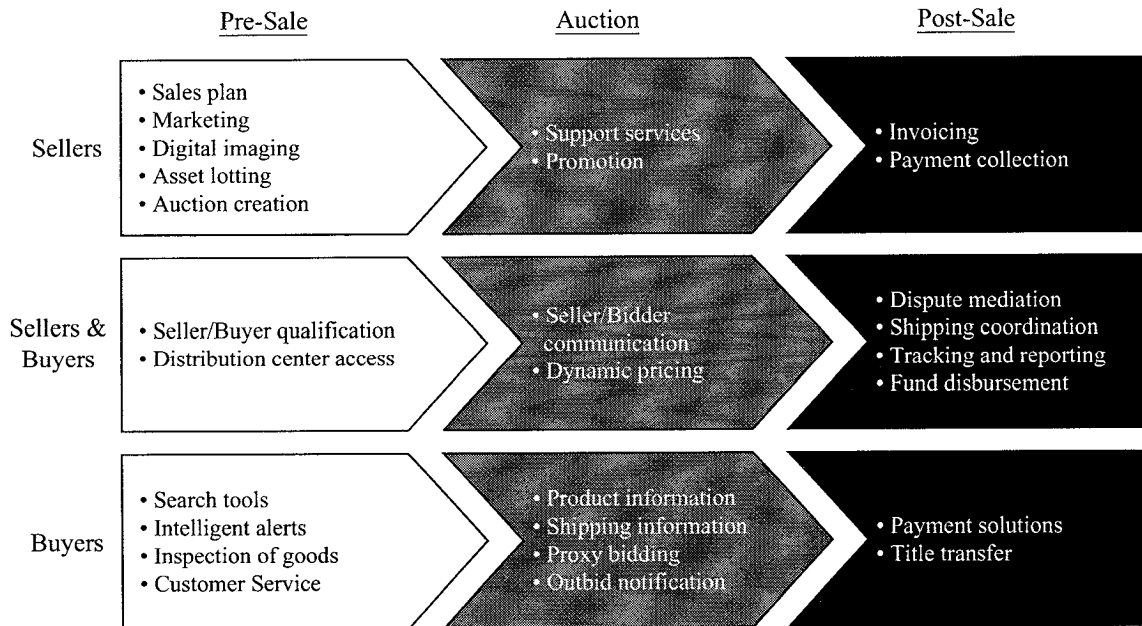 Pre-Sale
Auction
Post-Sale
Sellers
• Sales plan
• Marketing
• Digital imaging
• Asset lotting
• Auction creation
• Support services
• Promotion
• Invoicing
• Payment collection
Sellers &
Buyers
• Seller/Buyer qualification
• Distribution center access
• Seller/Bidder
communication
• Dynamic pricing
• Dispute mediation
• Shipping coordination
• Tracking and reporting
• Fund disbursement
Buyers
• Search tools
• Intelligent alerts
• Inspection of goods
• Customer Service
• Product information
• Shipping information
• Proxy bidding
• Outbid notification
• Payment solutions
• Title transfer